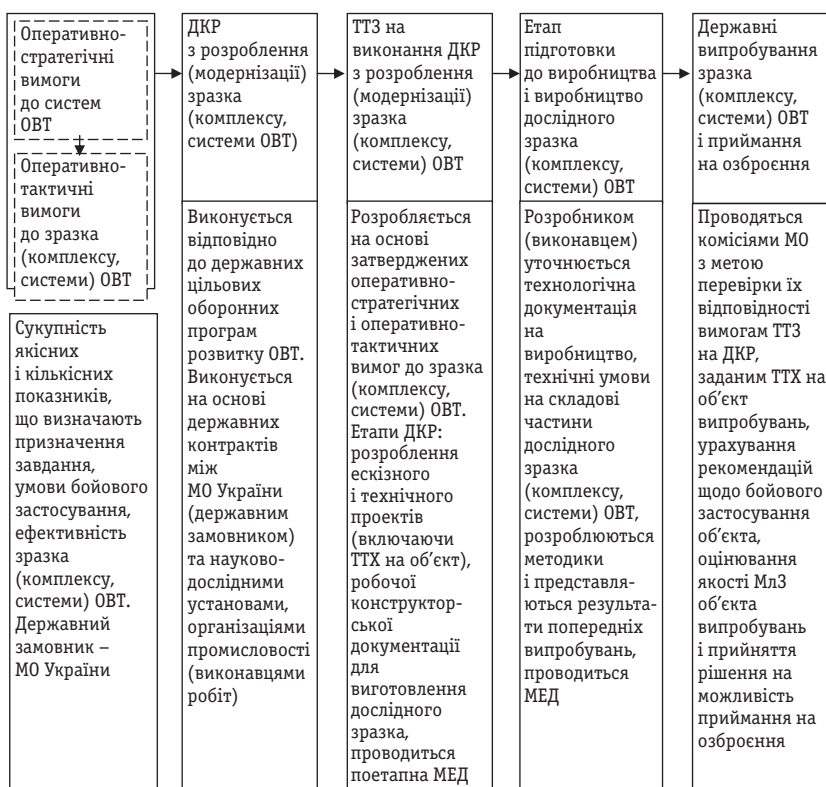 Оперативно-
стратегічні
вимоги
до систем
ОВТ
Оперативно-
тактичні
вимоги
до зразка
(комплексу,
системи) ОВТ
Сукупність
якісних
і кількісних
показників,
що визначають
призначення
завдання,
умови бойового
застосування,
ефективність
зразка
(комплексу,
системи) ОВТ.
Державний
замовник –
МО України
ДКР
з розроблення
(модернізації)
зразка
(комплексу,
системи ОВТ)
Виконується
відповідно
до державних
цільових
оборонних
програм
розвитку ОВТ.
Виконується
на основі
державних
контрактів
між
МО України
(державним
замовником)
та науково-
дослідними
установами,
організаціями
промисловості
(виконавцями
робіт)
ТТЗ на
виконання ДКР
з розроблення
(модернізації)
зразка
(комплексу,
системи) ОВТ
Розробляється
на основі
затверджених
оперативно-
стратегічних
і оперативно-
тактичних
вимог до зразка
(комплексу,
системи) ОВТ.
Етапи ДКР:
розроблення
ескізного
і технічного
проектів
(включаючи
ТТХ на об’єкт),
робочої
конструктор-
ської
документації
для
виготовлення
дослідного
зразка,
проводиться
поетапна МЕД
Етап
підготовки
до виробництва
і виробництво
дослідного
зразка
(комплексу,
системи) ОВТ
Розробником
(виконавцем)
уточнюється
технологічна
документація
на
виробництво,
технічні умови
на складові
частини
дослідного
зразка
(комплексу,
системи) ОВТ,
розроблюються
методики
і представля-
ються результа-
ти попередніх
випробувань,
проводиться
МЕД
Державні
випробування
зразка
(комплексу,
системи) ОВТ
і приймання
на озброєння
Проводяться
комісіями МО
з метою
перевірки їх
відповідності
вимогам ТТЗ
на ДКР,
заданим ТТХ на
об’єкт
випробувань,
урахування
рекомендацій
щодо бойового
застосування
об’єкта,
оцінювання
якості МлЗ
об’єкта
випробувань
і прийняття
рішення на
можливість
приймання на
озброєння